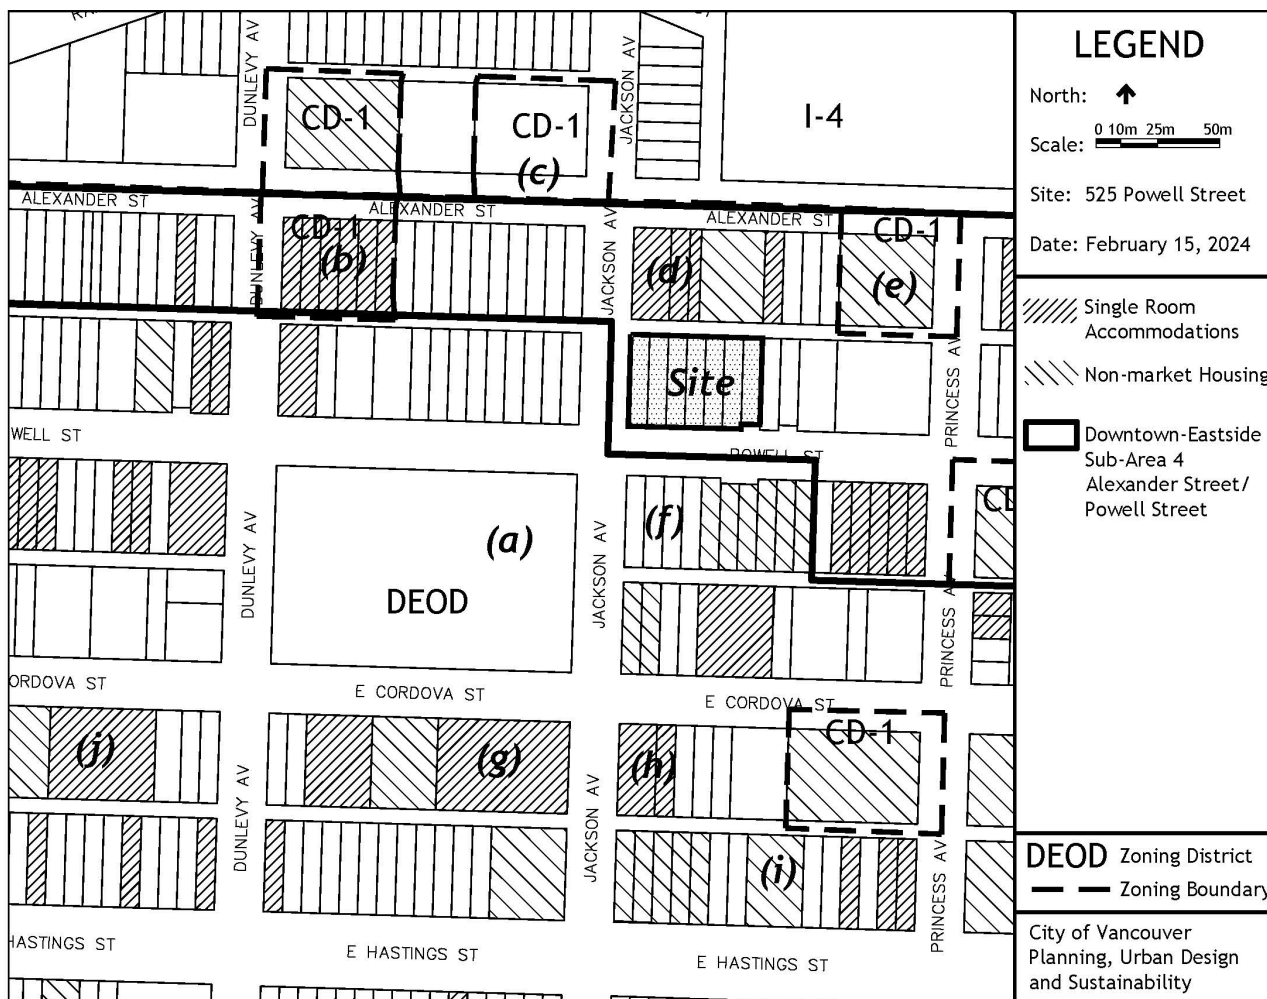 DUNLEVY AV
JACKSON AV
CD-1
CD-1
(c)
I-4
ALEXANDER ST
ALEXANDER ST
ALEXANDER ST
DUNLEVY AV
CD-1
(b)
JACKSON AV
(d)
CD-1
(e)
Site
PRINCESS AV
WELL ST
POWELL ST
(a)
DEOD
DUNLEVY AV
JACKSON AV
(f)
CD
PRINCESS AV
ORDOVA ST
E CORDOVA ST
E CORDOVA ST
(j)
(g)
(h)
CD-1
DUNLEVY AV
JACKSON AV
(i)
PRINCESS AV
HASTINGS ST
E HASTINGS ST
E HASTINGS ST
LEGEND
North:
Scale: 0 10m 25m 50m
Site: 525 Powell Street
Date: February 15, 2024
Single Room
Accommodations
Non-market Housing
Downtown-Eastside
Sub-Area 4
Alexander Street/
Powell Street
DEOD Zoning District
Zoning Boundary
City of Vancouver
Planning, Urban Design
and Sustainability